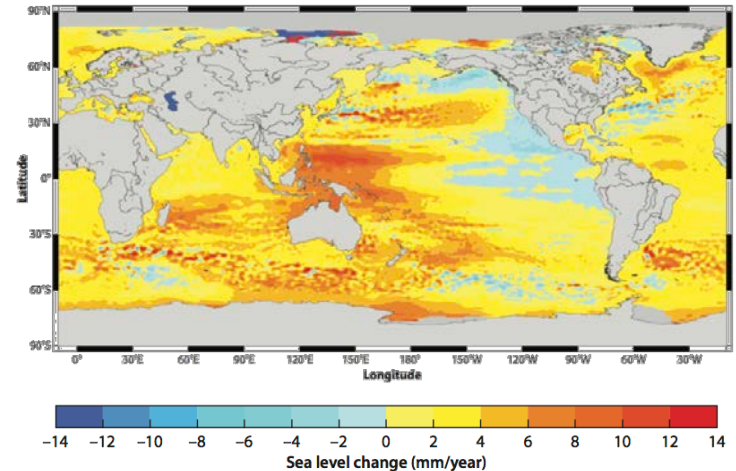 90°N
60°N
30°N
0°
30°S
60°S
90°S
Latitude
0° 30°E 60°E 90°E 120°E 150°E 180° 150°W 120°W 90°W 60°W 30°W
Longitude
−14 −12 −10 −8 −6 −4 −2 0 2 4 6 8 10 12 14
Sea level change (mm/year)